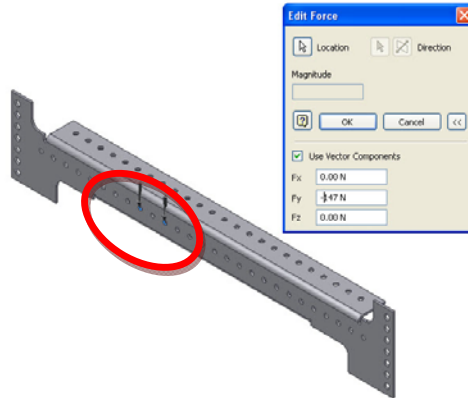 Edit Force
Location
Direction
Magnitude
OK
Cancel
<<
Use Vector Components
Fx 0.00 N
Fy -147 N
Fz 0.00 N